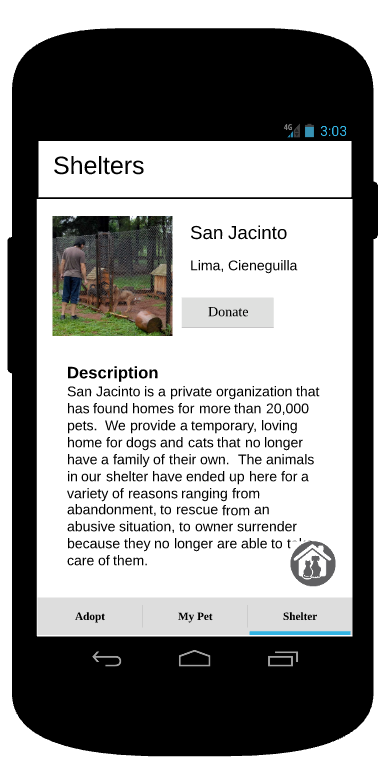 4G 3:03
Shelters
San Jacinto
Lima, Cieneguilla
Donate
Description
San Jacinto is a private organization that
has found homes for more than 20,000
pets. We provide a temporary, loving
home for dogs and cats that no longer
have a family of their own. The animals
in our shelter have ended up here for a
variety of reasons ranging from
abandonment, to rescue from an
abusive situation, to owner surrender
because they no longer are able to
care of them.
Adopt My Pet Shelter